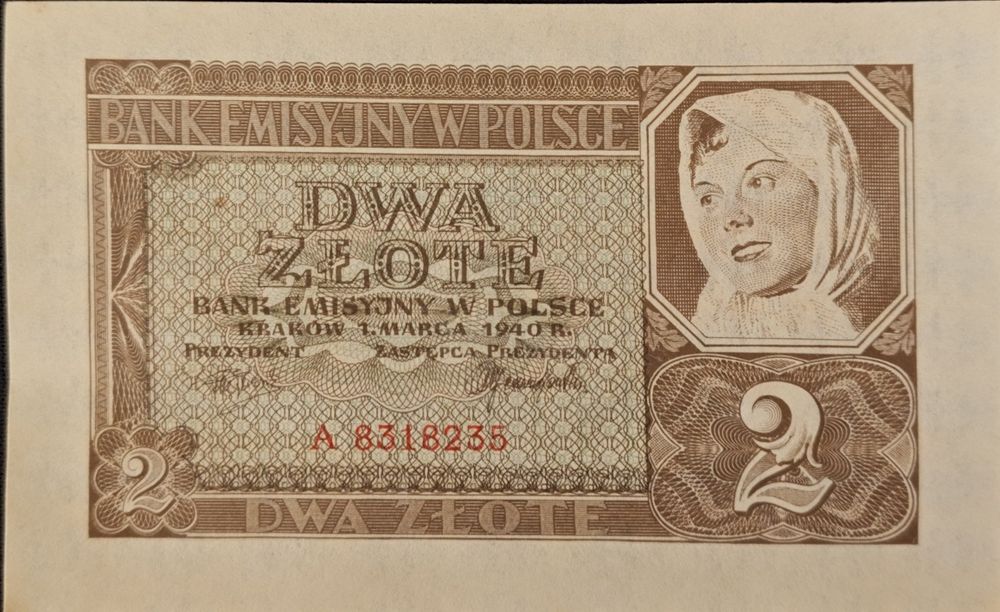 BANK EMISYJNY W POLSCE
DWA
ZŁOTE
BANK EMISYJNY W POLSCE
KRAKÓW 1. MARCA 1940 R.
PREZYDENT ZASTĘPCA PREZYDENTA
A 8318235
2
2
DWA ZŁOTE